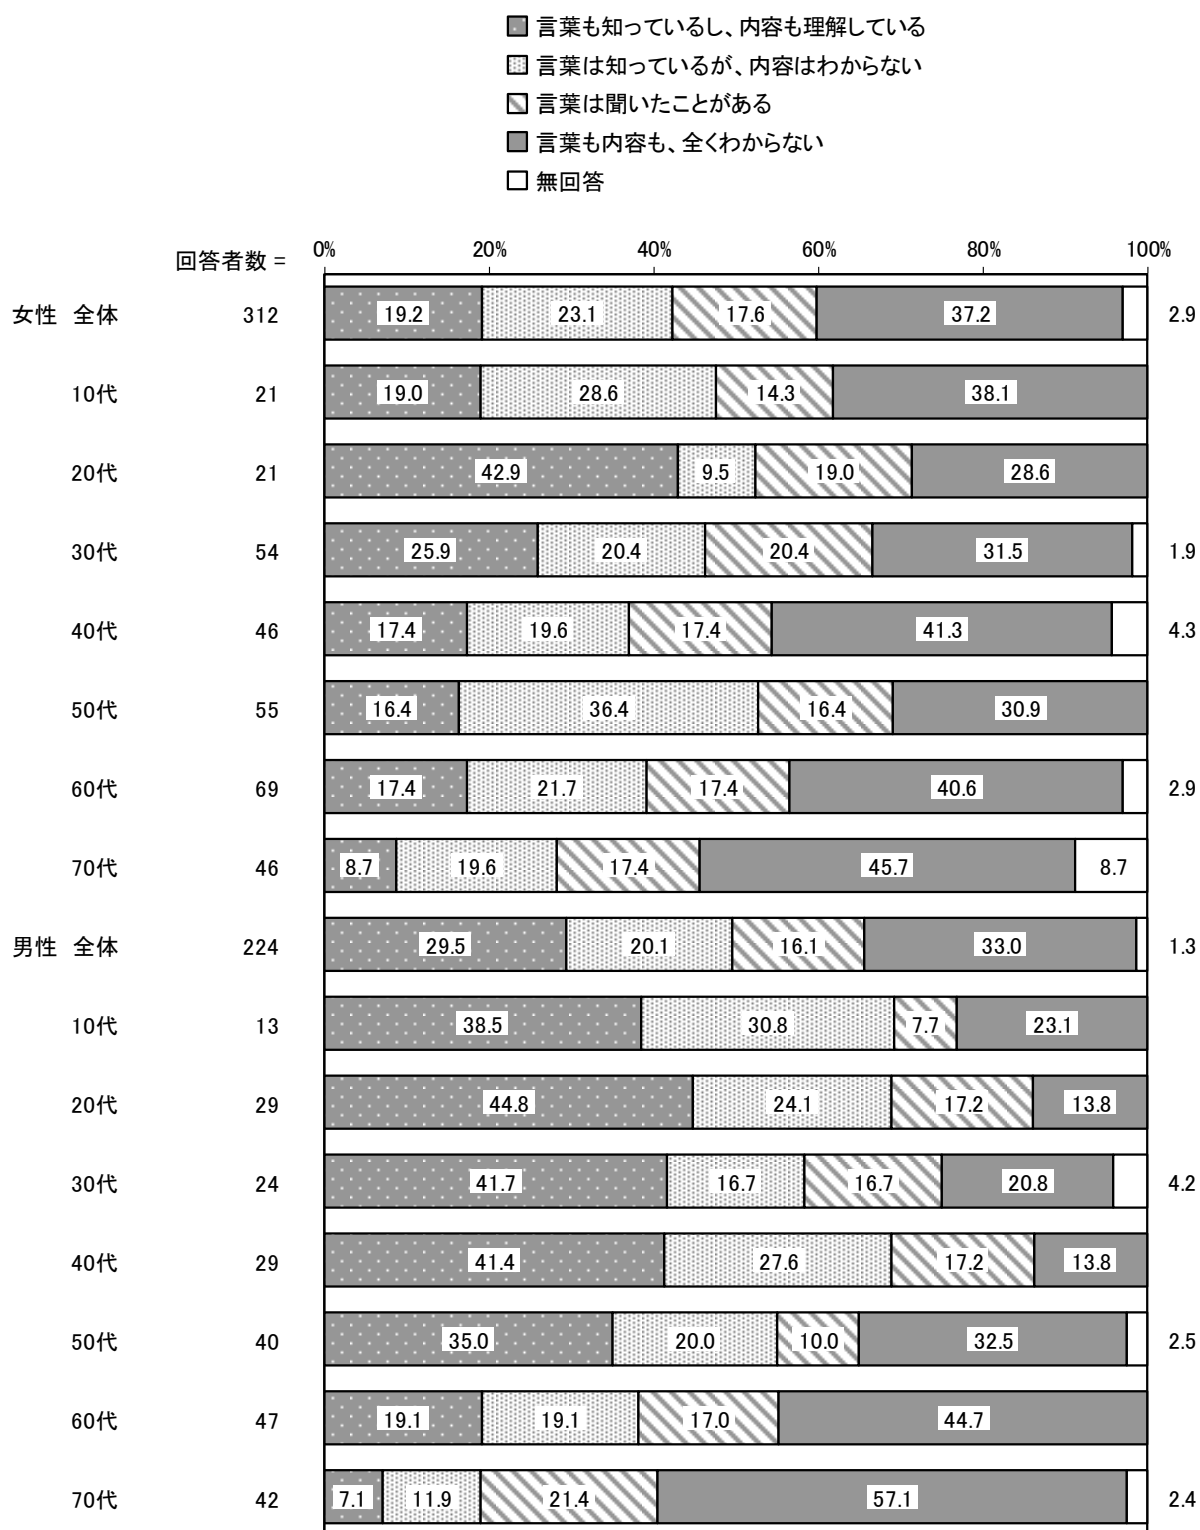 言葉も知っているし、内容も理解している
言葉は知っているが、内容はわからない
言葉は聞いたことがある
言葉も内容も、全くわからない
無回答
回答者数 = 0% 20% 40% 60% 80% 100%
女性 全体 312 19.2 23.1 17.6 37.2 2.9
10代 21 19.0 28.6 14.3 38.1
20代 21 42.9 9.5 19.0 28.6
30代 54 25.9 20.4 20.4 31.5 1.9
40代 46 17.4 19.6 17.4 41.3 4.3
50代 55 16.4 36.4 16.4 30.9
60代 69 17.4 21.7 17.4 40.6 2.9
70代 46 8.7 19.6 17.4 45.7 8.7
男性 全体 224 29.5 20.1 16.1 33.0 1.3
10代 13 38.5 30.8 7.7 23.1
20代 29 44.8 24.1 17.2 13.8
30代 24 41.7 16.7 16.7 20.8 4.2
40代 29 41.4 27.6 17.2 13.8
50代 40 35.0 20.0 10.0 32.5 2.5
60代 47 19.1 19.1 17.0 44.7
70代 42 7.1 11.9 21.4 57.1 2.4